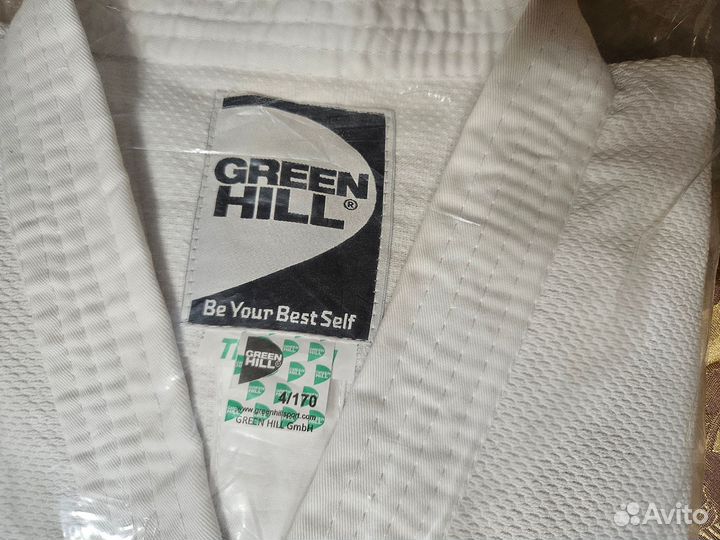 GREEN
HILL®
Be Your Best Self
GREEN
HILL
4/170
www.greenhillsport.com
GREEN HILL GmbH
Avito